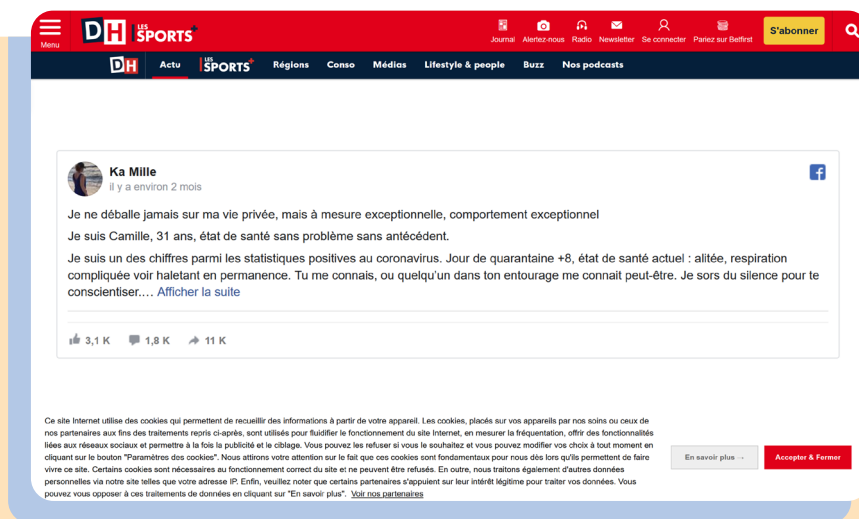 Menu
DH LES SPORTS+
Journal Alertez-nous Radio Newsletter Se connecter Pariez sur Betfirst
S'abonner
DH Actu LES SPORTS+ Régions Conso Médias Lifestyle & people Buzz Nos podcasts
Ka Mille
il y a environ 2 mois
Je ne déballe jamais sur ma vie privée, mais à mesure exceptionnelle, comportement exceptionnel
Je suis Camille, 31 ans, état de santé sans problème sans antécédent.
Je suis un des chiffres parmi les statistiques positives au coronavirus. Jour de quarantaine +8, état de santé actuel : alitée, respiration
compliquée voir haletant en permanence. Tu me connais, ou quelqu'un dans ton entourage me connait peut-être. Je sors du silence pour te
conscientiser.… Afficher la suite
3,1 K 1,8 K 11 K
Ce site Internet utilise des cookies qui permettent de recueillir des informations à partir de votre appareil. Les cookies, placés sur vos appareils par nos soins ou ceux de
nos partenaires aux fins des traitements repris ci-après, sont utilisés pour fluidifier le fonctionnement du site Internet, en mesurer la fréquentation, offrir des fonctionnalités
liées aux réseaux sociaux et permettre à la fois la publicité et le ciblage. Vous pouvez les refuser si vous le souhaitez et vous pouvez modifier vos choix à tout moment en
cliquant sur le bouton "Paramètres des cookies". Nous attirons votre attention sur le fait que ces cookies sont fondamentaux pour nous dès lors qu'ils permettent de faire
vivre ce site. Certains cookies sont nécessaires au fonctionnement correct du site et ne peuvent être refusés. En outre, nous traitons également d'autres données
personnelles via notre site telles que votre adresse IP. Enfin, veuillez noter que certains partenaires s'appuient sur leur intérêt légitime pour traiter vos données. Vous
pouvez vous opposer à ces traitements de données en cliquant sur "En savoir plus". Voir nos partenaires
En savoir plus →
Accepter & Fermer